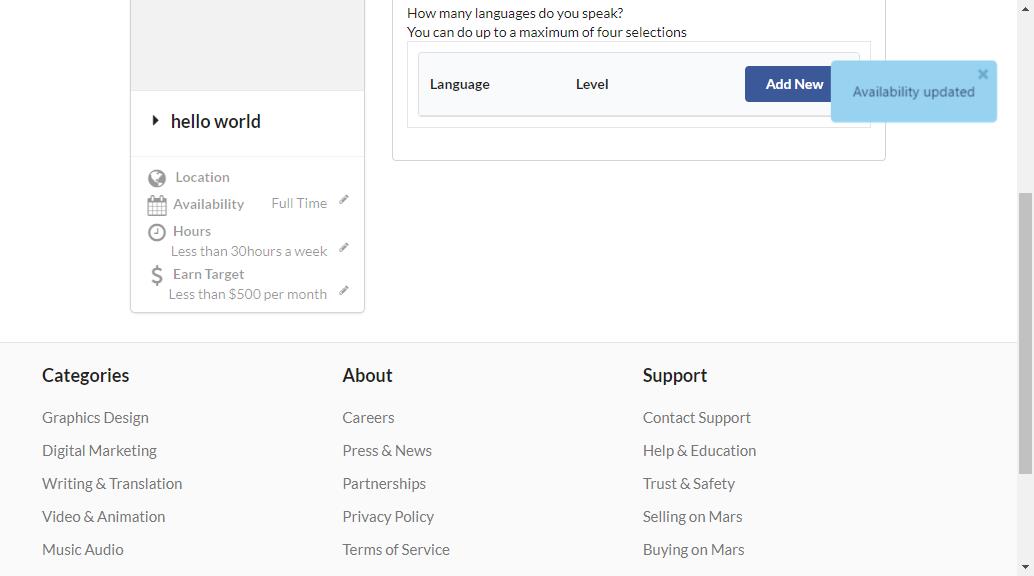 How many languages do you speak?
You can do up to a maximum of four selections
Language Level Add New
Availability updated
hello world
Location
Availability Full Time
Hours
Less than 30hours a week
Earn Target
Less than $500 per month
Categories
Graphics Design
Digital Marketing
Writing & Translation
Video & Animation
Music Audio
About
Careers
Press & News
Partnerships
Privacy Policy
Terms of Service
Support
Contact Support
Help & Education
Trust & Safety
Selling on Mars
Buying on Mars